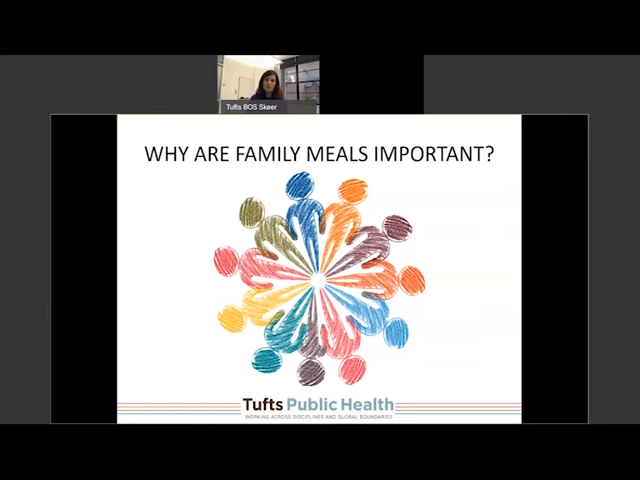 Tufts BOS Skeer
WHY ARE FAMILY MEALS IMPORTANT?
Tufts Public Health
WORKING ACROSS DISCIPLINES AND GLOBAL BOUNDARIES